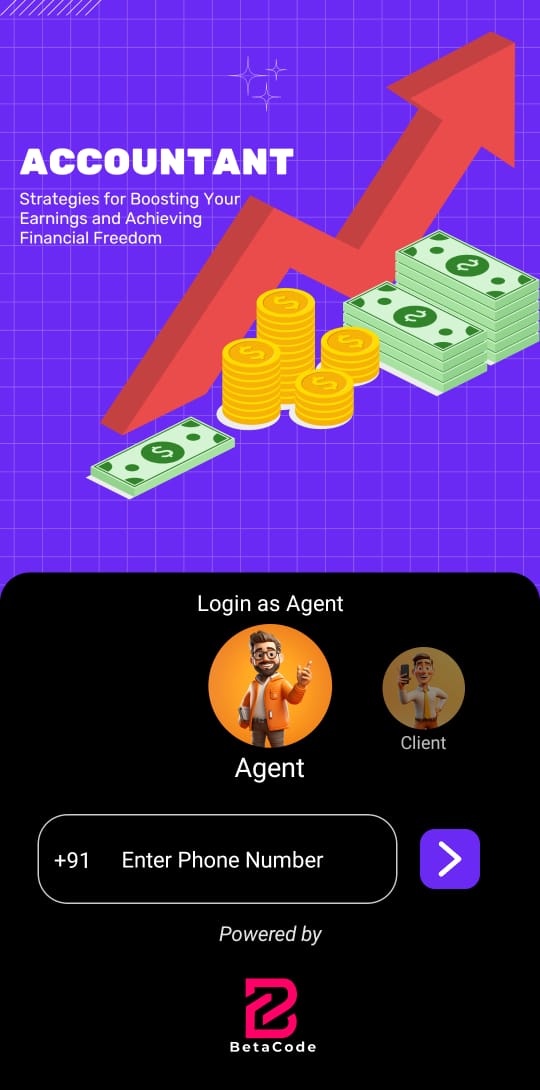 ACCOUNTANT
Strategies for Boosting Your
Earnings and Achieving
Financial Freedom
Login as Agent
Agent
Client
+91 Enter Phone Number
Powered by
BetaCode